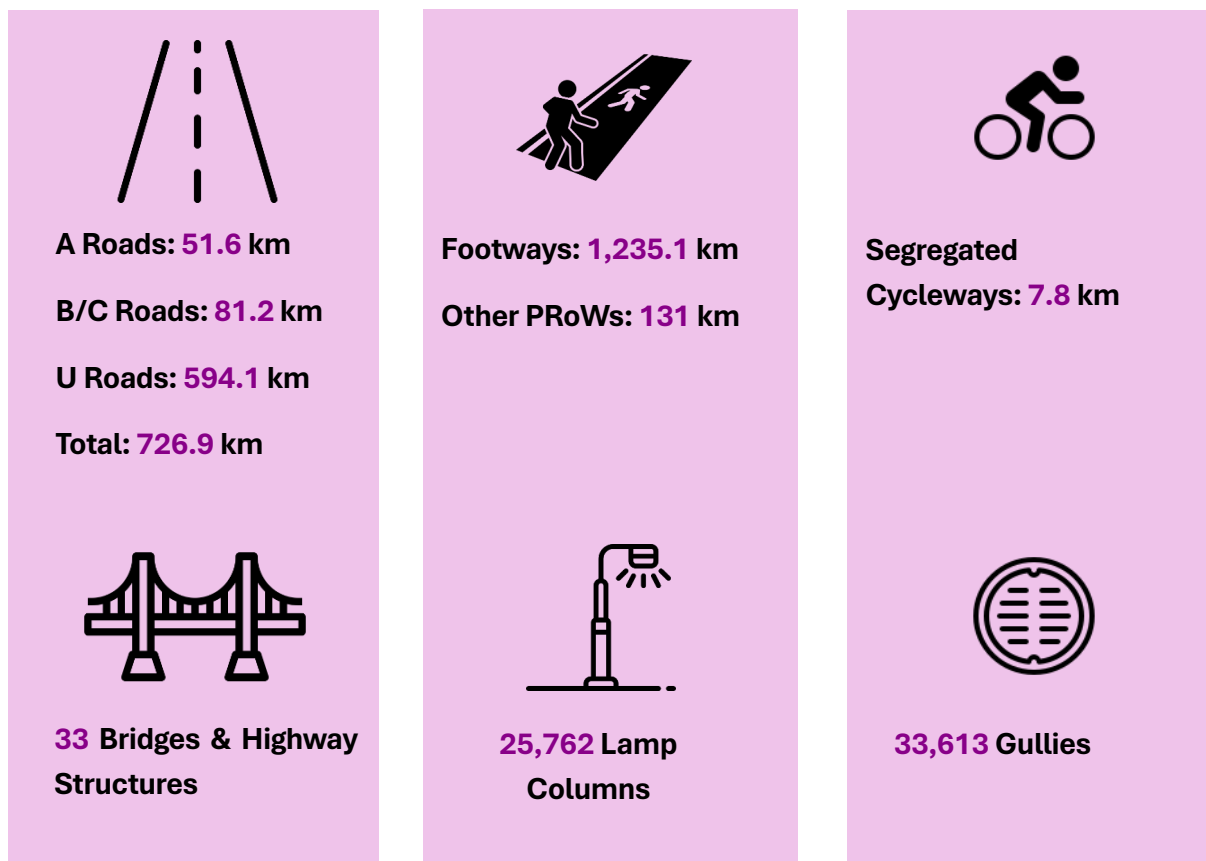 A Roads: 51.6 km
B/C Roads: 81.2 km
U Roads: 594.1 km
Total: 726.9 km
Footways: 1,235.1 km
Other PRoWs: 131 km
Segregated
Cycleways: 7.8 km
33 Bridges & Highway
Structures
25,762 Lamp
Columns
33,613 Gullies